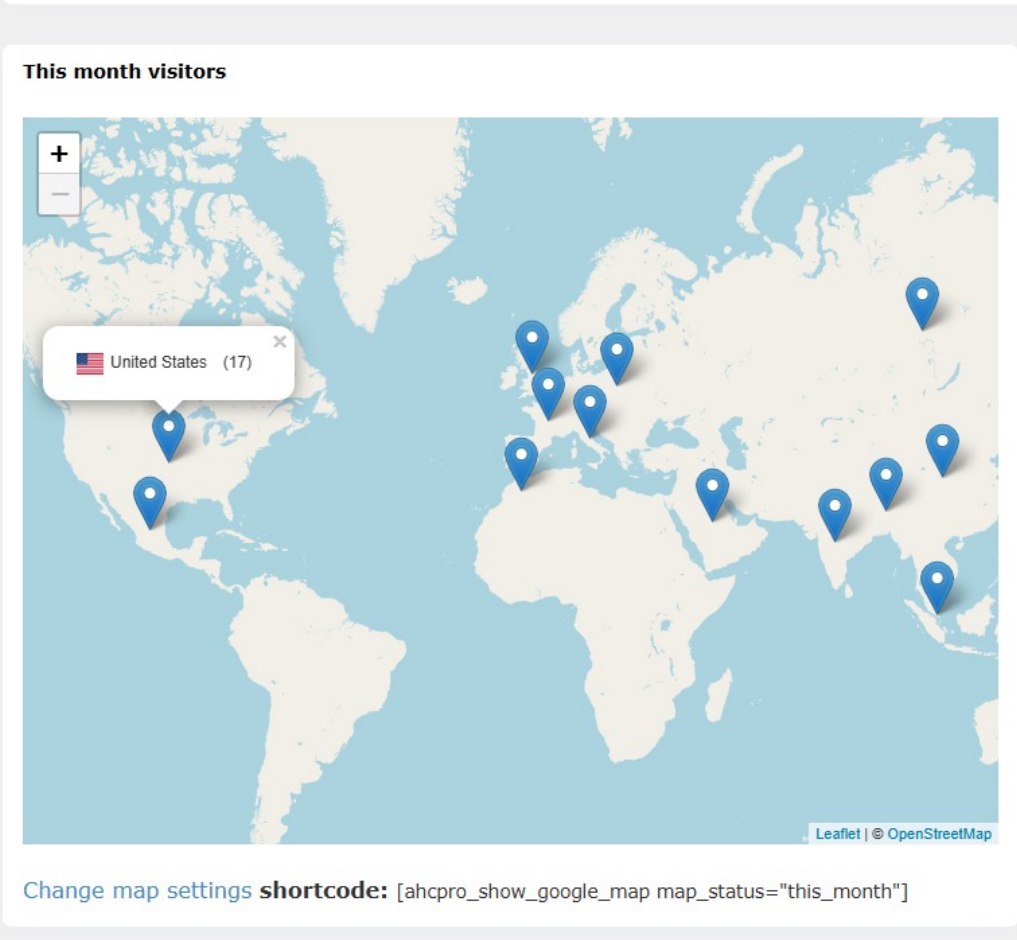 This month visitors
+
−
×
United States (17)
Leaflet | © OpenStreetMap
Change map settings shortcode: [ahcpro_show_google_map map_status="this_month"]